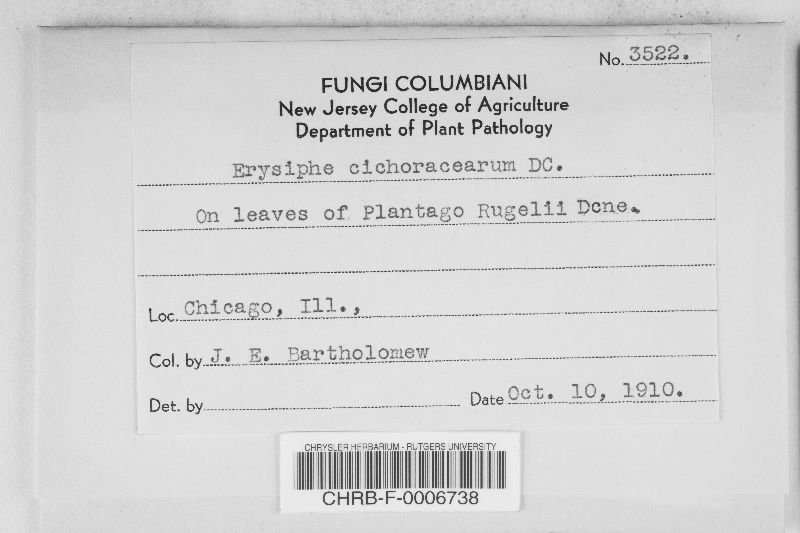 No. 3522.
FUNGI COLUMBIANI
New Jersey College of Agriculture
Department of Plant Pathology
Erysiphe cichoracearum DC.
On leaves of Plantago Rugelii Dcne.
Loc. Chicago, Ill.,
Col. by J. E. Bartholomew
Det. by Date Oct. 10, 1910.
CHRYSLER HERBARIUM - RUTGERS UNIVERSITY
CHRB-F-0006738